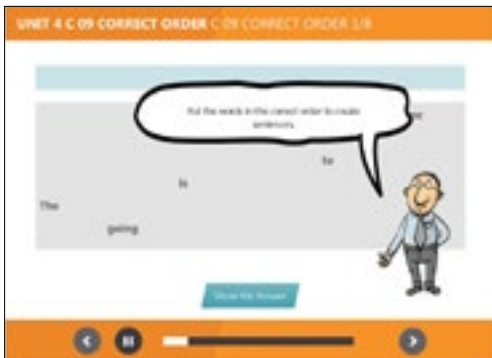 UNIT 4 C 09 CORRECT ORDER C 09 CORRECT ORDER 1/8
Put the words in the correct order to create
sentences.
to
is
The
going
Show the Answer